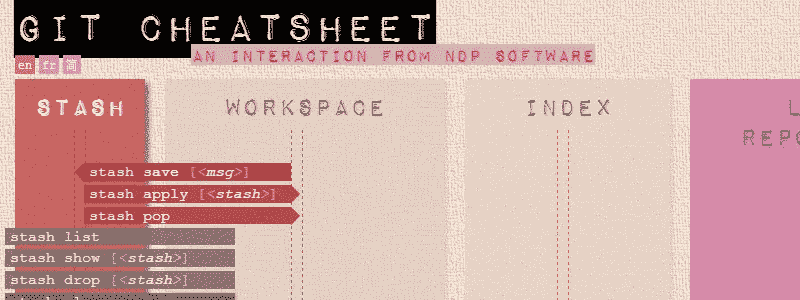 GIT CHEATSHEET
AN INTERACTION FROM NDP SOFTWARE
en fr
STASH
WORKSPACE
INDEX
L
REPO
stash save [<msg>]
stash apply [<stash>]
stash pop
stash list
stash show [<stash>]
stash drop [<stash>]